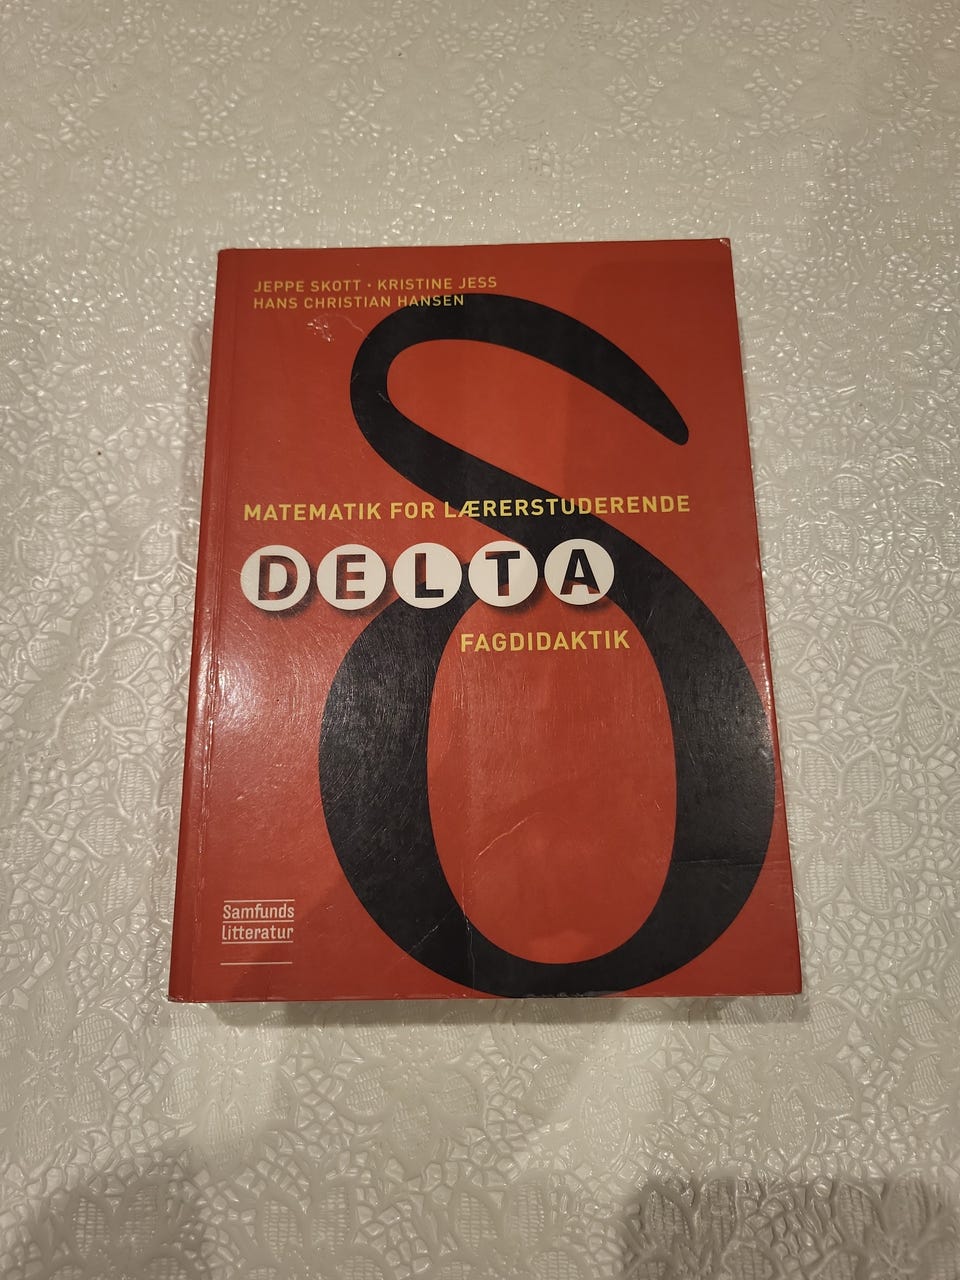 JEPPE SKOTT · KRISTINE JESS
HANS CHRISTIAN HANSEN
MATEMATIK FOR LÆRERSTUDERENDE
DELTA
FAGDIDAKTIK
Samfunds
litteratur